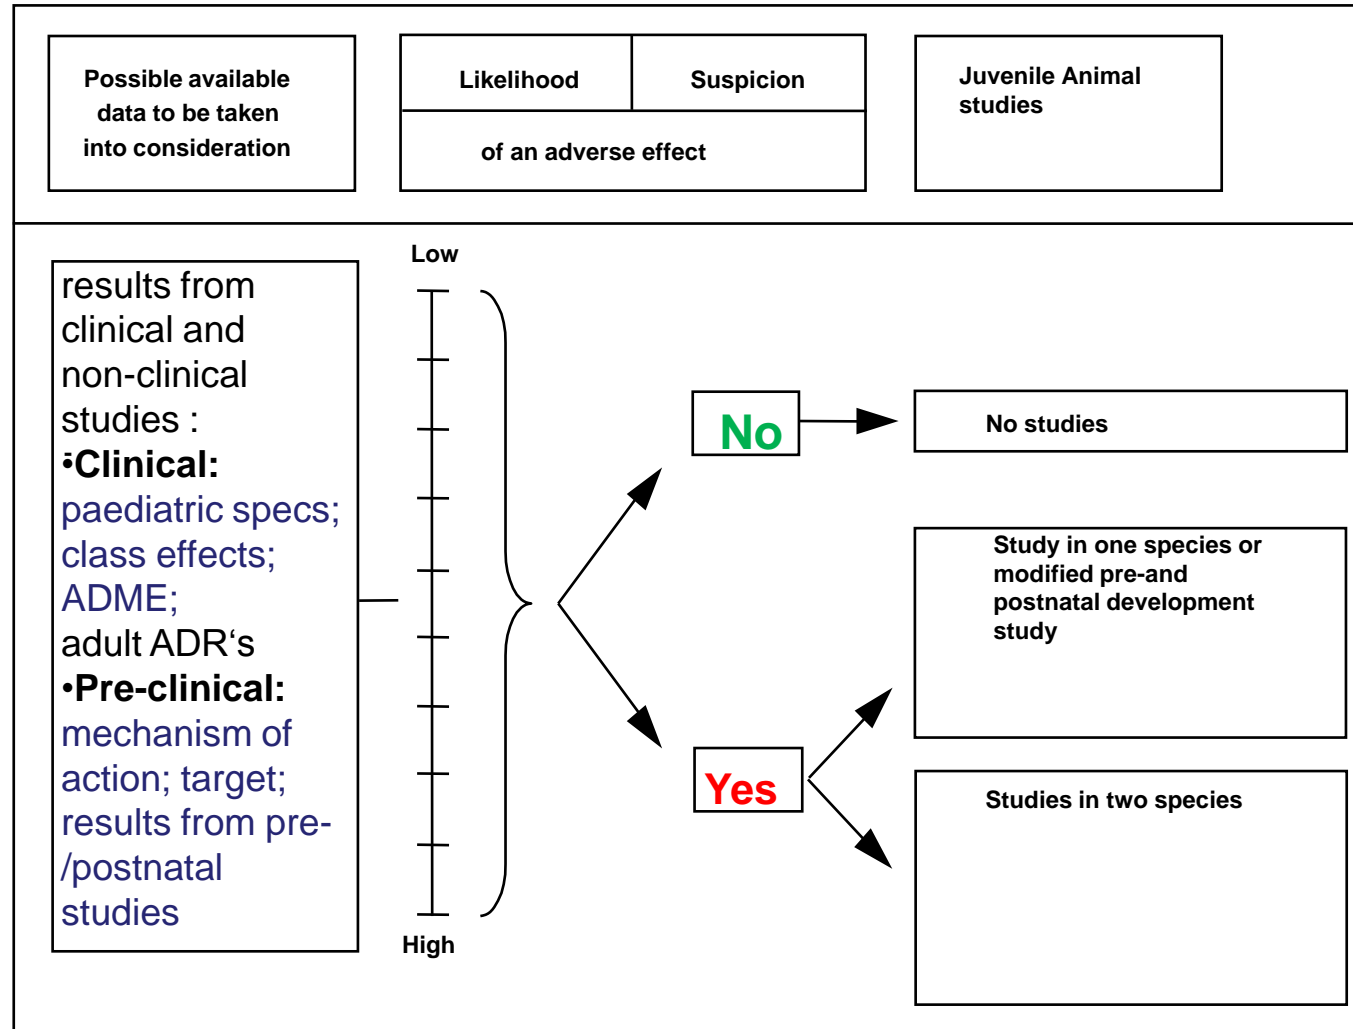 Possible available
data to be taken
into consideration
Likelihood
Suspicion
of an adverse effect
Juvenile Animal
studies
results from
clinical and
non-clinical
studies :
•Clinical:
paediatric specs;
class effects;
ADME;
adult ADR‘s
•Pre-clinical:
mechanism of
action; target;
results from pre-
/postnatal
studies
Low
High
No
Yes
No studies
Study in one species or
modified pre-and
postnatal development
study
Studies in two species